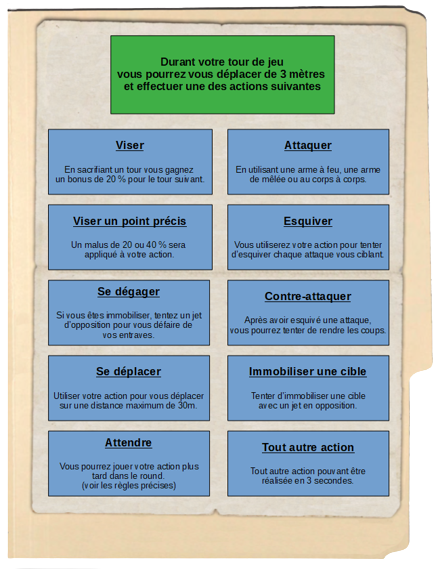 Durant votre tour de jeu
vous pourrez vous déplacer de 3 mètres
et effectuer une des actions suivantes
Viser
En sacrifiant un tour vous gagnez
un bonus de 20 % pour le tour suivant.
Attaquer
En utilisant une arme à feu, une arme
de mêlée ou au corps à corps.
Viser un point précis
Un malus de 20 ou 40 % sera
appliqué à votre action.
Esquiver
Vous utiliserez votre action pour tenter
d'esquiver chaque attaque vous ciblant.
Se dégager
Si vous êtes immobiliser, tentez un jet
d'opposition pour vous défaire de
vos entraves.
Contre-attaquer
Après avoir esquivé une attaque,
vous pourrez tenter de rendre les coups.
Se déplacer
Utiliser votre action pour vous déplacer
sur une distance maximum de 30m.
Immobiliser une cible
Tenter d'immobiliser une cible
avec un jet en opposition.
Attendre
Vous pourrez jouer votre action plus
tard dans le round.
(voir les règles précises)
Tout autre action
Tout autre action pouvant être
réalisée en 3 secondes.